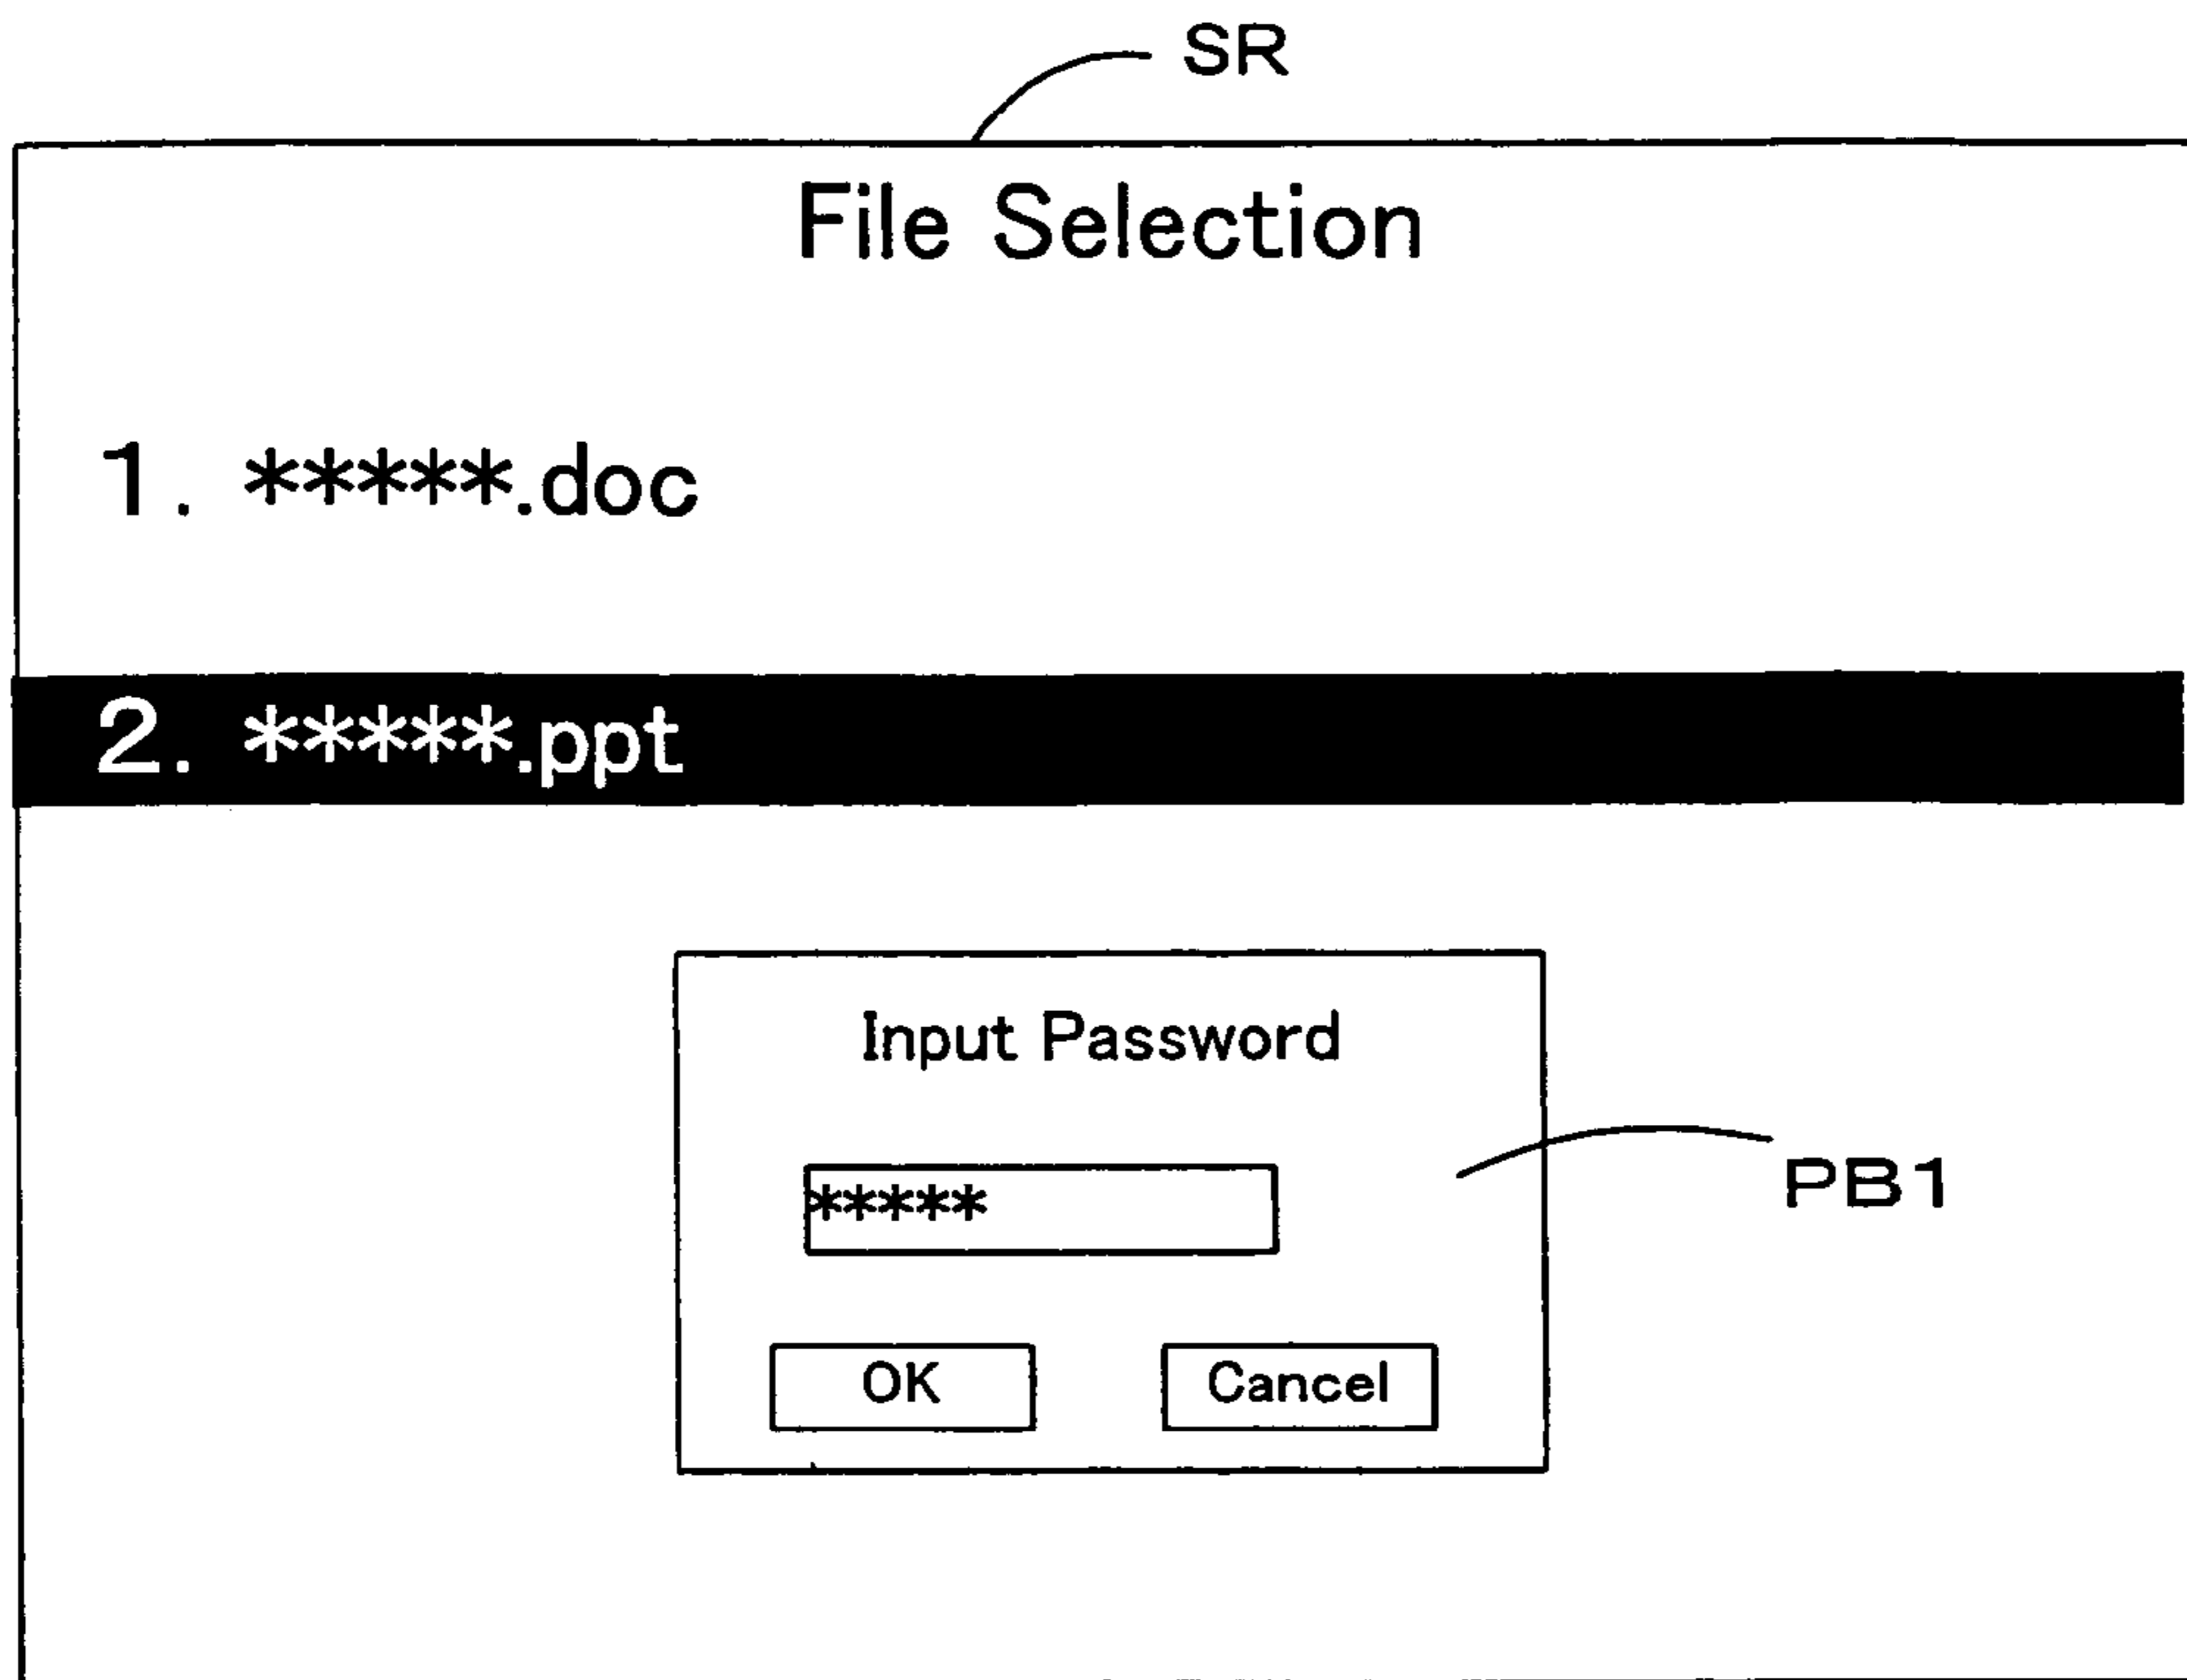 SR
File Selection
1. *****.doc
2. *****.ppt
Input Password
PB1
*****
OK Cancel